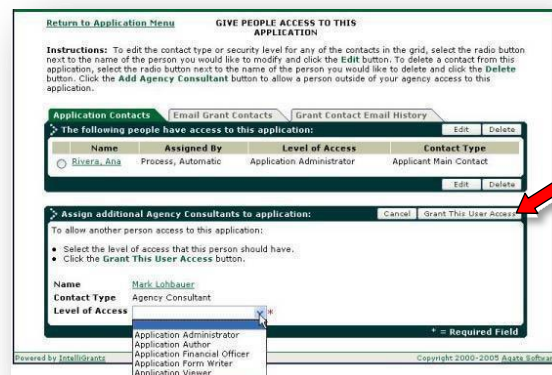 Return to Application Menu
GIVE PEOPLE ACCESS TO THIS
APPLICATION
Instructions: To edit the contact type or security level for any of the contacts in the grid, select the radio button
next to the name of the person you would like to modify and click the Edit button. To delete a contact from this
application, select the radio button next to the name of the person you would like to delete and click the Delete
button. Click the Add Agency Consultant button to allow a person outside of your agency access to this
application.
Application Contacts Email Grant Contacts Grant Contact Email History
The following people have access to this application: Edit Delete
Name Assigned By Level of Access Contact Type
Rivera, Ana Process, Automatic Application Administrator Applicant Main Contact
Edit Delete
Assign additional Agency Consultants to application: Cancel Grant This User Access
To allow another person access to this application:
• Select the level of access that this person should have.
• Click the Grant This User Access button.
Name Mark Lohbauer
Contact Type Agency Consultant
Level of Access *
* = Required Field
Application Administrator
Application Author
Application Financial Officer
Application Form Writer
Application Viewer
Powered by IntelliGrants Copyright 2000-2005 Agate Softwar